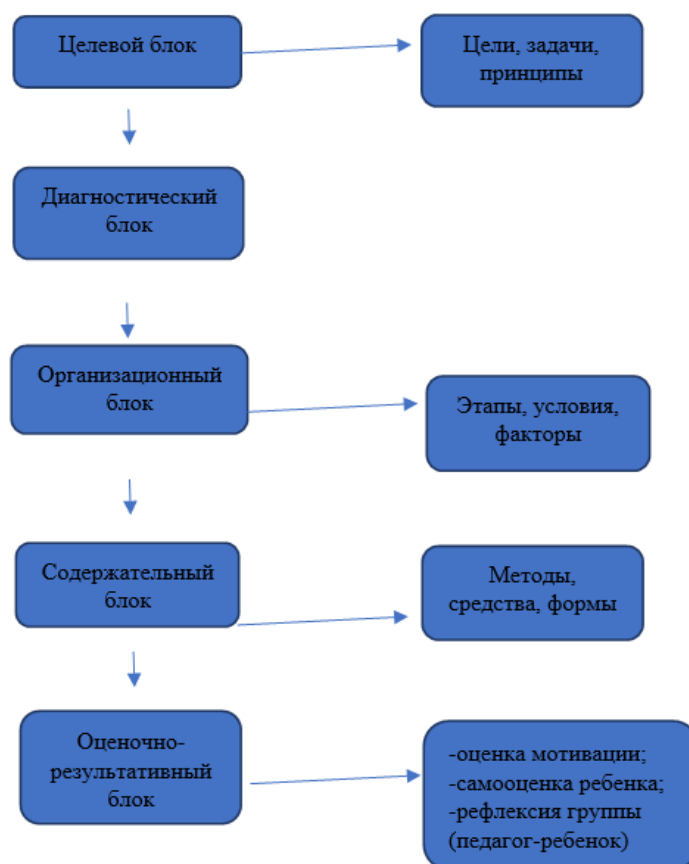 Целевой блок
Цели, задачи,
принципы
Диагностический
блок
Организационный
блок
Этапы, условия,
факторы
Содержательный
блок
Методы,
средства, формы
Оценочно-
результативный
блок
-оценка мотивации;
-самооценка ребенка;
-рефлексия группы
(педагог-ребенок)